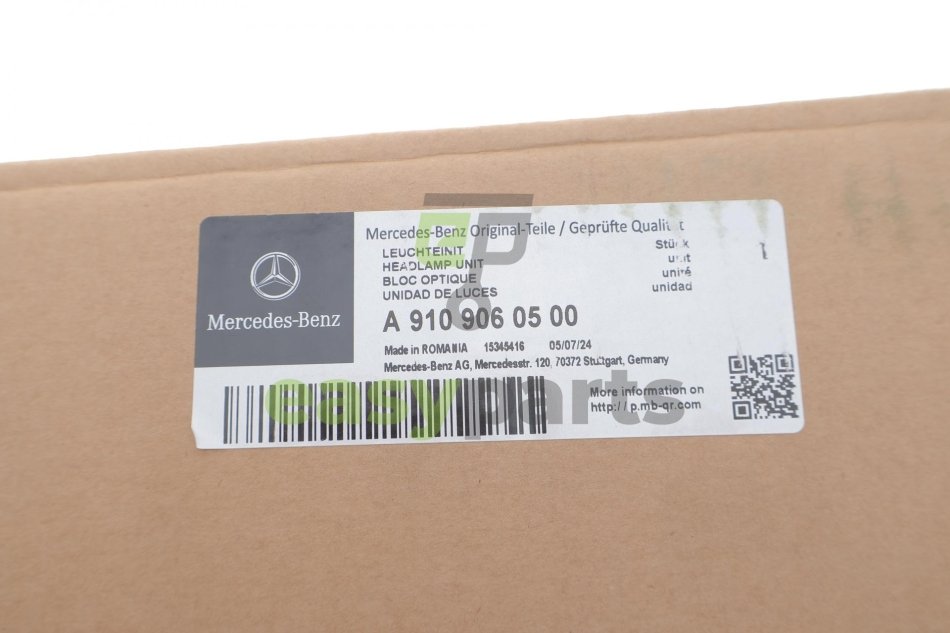 Mercedes-Benz Original-Teile / Geprüfte Qualität
LEUCHTEINIT
HEADLAMP UNIT
BLOC OPTIQUE
UNIDAD DE LUCES
Stück
unit
unité
unidad
1
Mercedes-Benz
A 910 906 05 00
Made in ROMANIA 15345416 05/07/24
Mercedes-Benz AG, Mercedesstr. 120, 70372 Stuttgart, Germany
More information on
http://p.mb-qr.com
easyparts